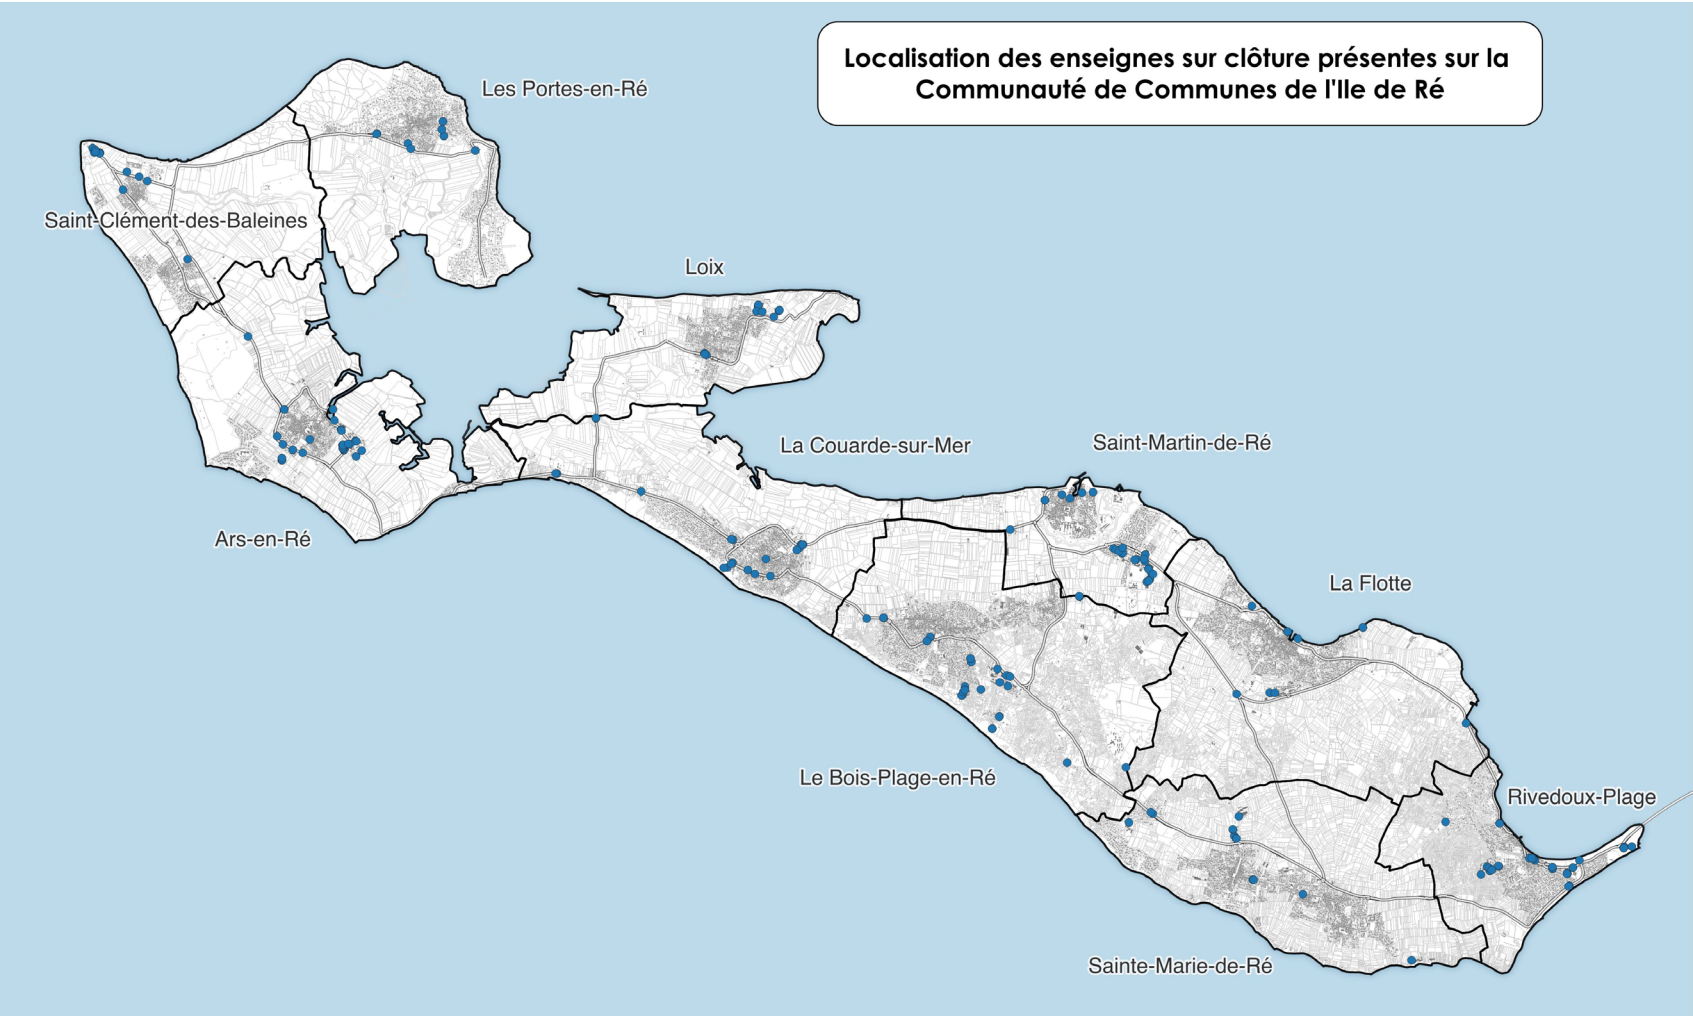 Localisation des enseignes sur clôture présentes sur la
Communauté de Communes de l'Ile de Ré
Les Portes-en-Ré
Saint-Clément-des-Baleines
Loix
La Couarde-sur-Mer
Saint-Martin-de-Ré
Ars-en-Ré
La Flotte
Le Bois-Plage-en-Ré
Rivedoux-Plage
Sainte-Marie-de-Ré